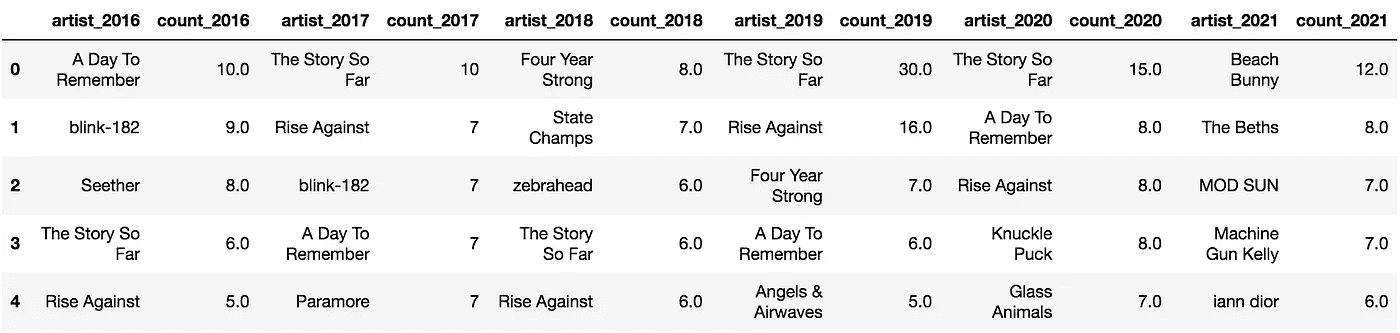 artist_2016 count_2016 artist_2017 count_2017 artist_2018 count_2018 artist_2019 count_2019 artist_2020 count_2020 artist_2021 count_2021
0 A Day To Remember 10.0 The Story So Far 10 Four Year Strong 8.0 The Story So Far 30.0 The Story So Far 15.0 Beach Bunny 12.0
1 blink-182 9.0 Rise Against 7 State Champs 7.0 Rise Against 16.0 A Day To Remember 8.0 The Beths 8.0
2 Seether 8.0 blink-182 7 zebrahead 6.0 Four Year Strong 7.0 Rise Against 8.0 MOD SUN 7.0
3 The Story So Far 6.0 A Day To Remember 7 The Story So Far 6.0 A Day To Remember 6.0 Knuckle Puck 8.0 Machine Gun Kelly 7.0
4 Rise Against 5.0 Paramore 7 Rise Against 6.0 Angels & Airwaves 5.0 Glass Animals 7.0 iann dior 6.0